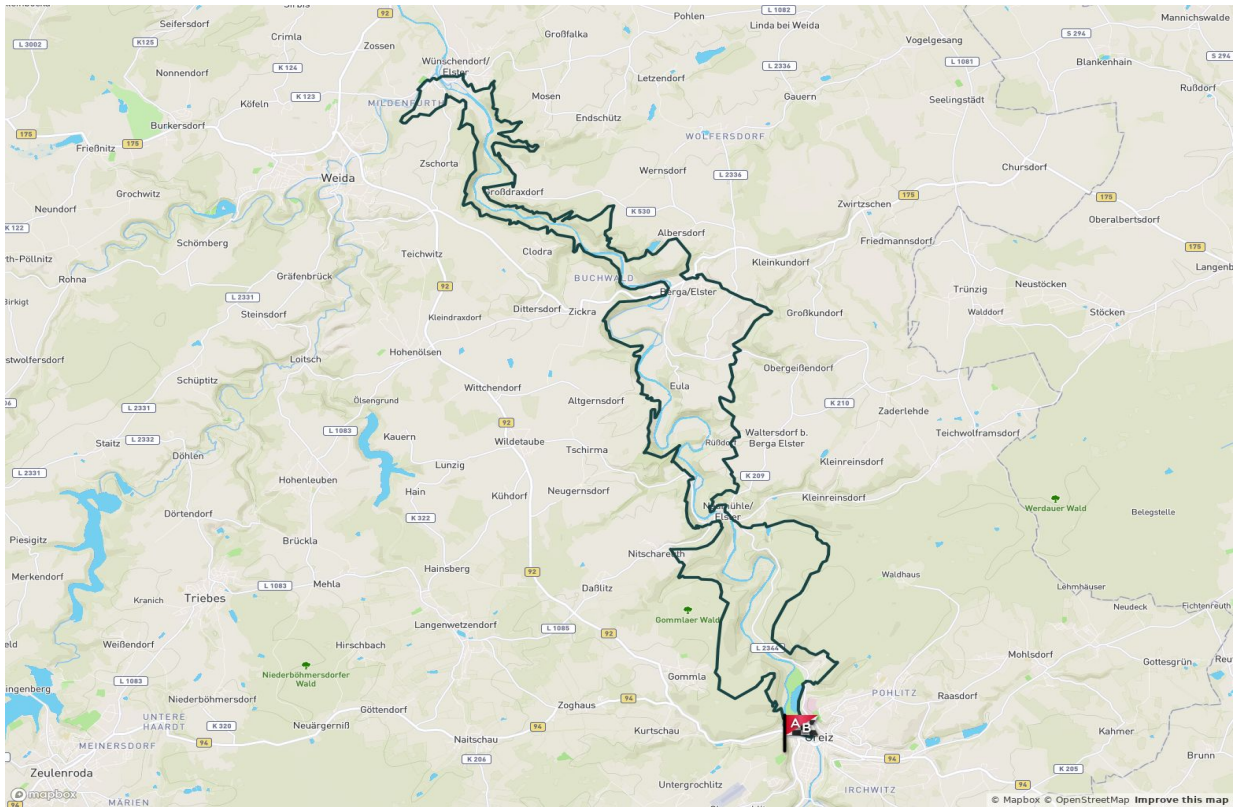 Sirbis
92
Pohlen
L 1082
Linda bei Weida
Mannichswalde
Seifersdorf
Großfalka
L 3002
K125
Crimla
Zossen
Vogelgesang
S 294
Wünschendorf/
Elster
L 2336
L 1081
Blankenhain
S 294
Nonnendorf
K 124
Letzendorf
Rußdorf
K 123
MILDENFURTH
Mosen
Gauern
Seelingstädt
Köfeln
Endschütz
Burkersdorf
175
175
Frießnitz
WOLFERSDORF
Zschorta
Chursdorf
Weida
Wernsdorf
L 2336
Grochwitz
Großdraxdorf
175
175
Neundorf
Zwirtzschen
K 530
Oberalbertsdorf
K 122
Schömberg
Albersdorf
Friedmannsdorf
175
th-Pöllnitz
Teichwitz
Clodra
Kleinkundorf
Langenb
Rohna
Gräfenbrück
BUCHWALD
Birkigt
92
Berga/Elster
Trünzig
Neustöcken
L 2331
Dittersdorf
Zickra
Steinsdorf
Kleindraxdorf
Großkundorf
Walddorf
Stöcken
stwolfersdorf
Loitsch
Hohenölsen
Obergeißendorf
Schüptitz
Wittchendorf
Eula
Ölsengrund
Altgernsdorf
K 210
L 2331
L 1083
92
Zaderlehde
Staitz
L 2332
Kauern
Wildetaube
Waltersdorf b.
Berga Elster
Teichwolframsdorf
Döhlen
Tschirma
Rüßdorf
L 2331
Lunzig
Kleinreinsdorf
Hohenleuben
Hain
Neugernsdorf
K 209
Kühdorf
Kleinreinsdorf
Werdauer Wald
Dörtendorf
K 322
Elster
Belegstelle
Piesigitz
Brückla
Nitschareuth
Merkendorf
Hainsberg
92
Waldhaus
L 1083
Mehla
Daßlitz
Lehmhäuser
Kranich
Triebes
Neudeck
Fichtenreuth
Gommlaer Wald
Langenwetzendorf
L 1085
Weißendorf
Hirschbach
92
L 2344
Mohlsdorf
Gottesgrün
L 1083
Niederböhmersdorfer
Wald
Gommla
POHLITZ
Niederböhmersdorf
Zoghaus
94
Raasdorf
UNTERE
HAARDT
K 320
Göttendorf
Neuärgerniß
94
Kurtschau
A
B
Greiz
Kahmer
MEINERSDORF
94
Naitschau
K 206
94
K 205
Brunn
Zeulenroda
Untergrochlitz
IRCHWITZ
mapbox
MÄRIEN
© Mapbox © OpenStreetMap Improve this map